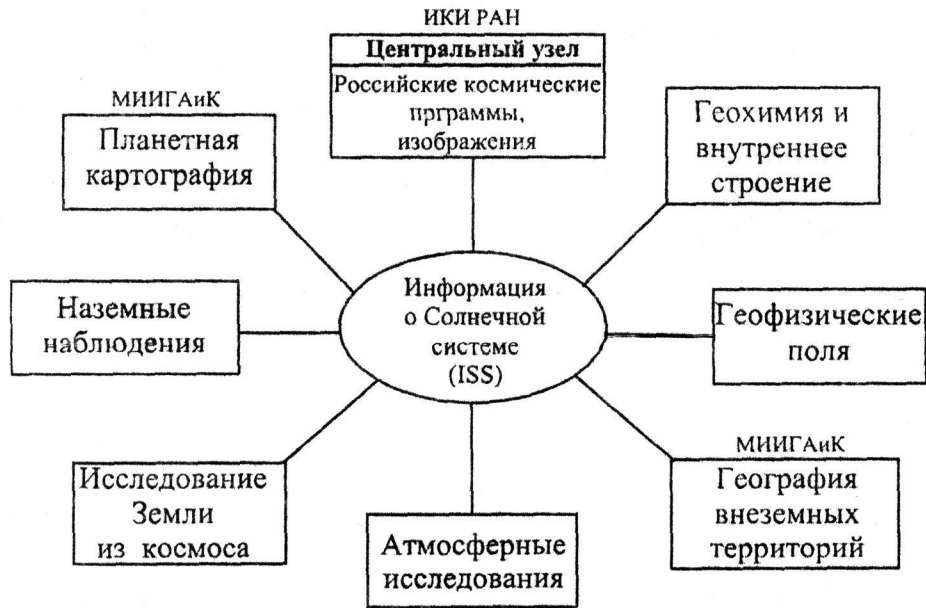 ИКИ РАН
Центральный узел
Российские космические
прграммы,
изображения
МИИГАиК
Планетная
картография
Геохимия и
внутреннее
строение
Наземные
наблюдения
Информация
о Солнечной
системе
(ISS)
Геофизические
поля
Исследование
Земли
из космоса
Атмосферные
исследования
МИИГАиК
География
внеземных
территорий